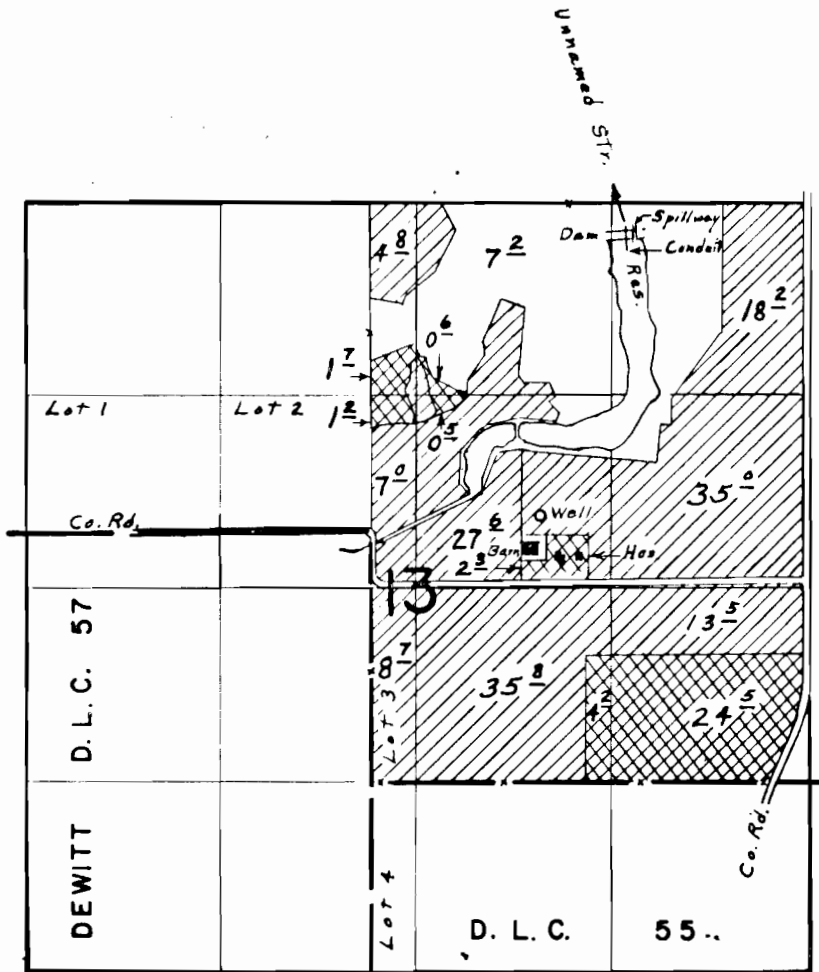 Unnamed Str.
Spillway
Dam
Conduit
Res.
4 8
7 2
18 2
0 6
1 7
Lot 1
Lot 2
1 2
0 5
7 0
35 0
Co. Rd.
Well
27 6
Barn
Hos
2 3
13
13 5
8 7
35 8
4 2
24 5
Lot 3
DEWITT D.L.C. 57
Co. Rd.
Lot 4
D. L. C. 55